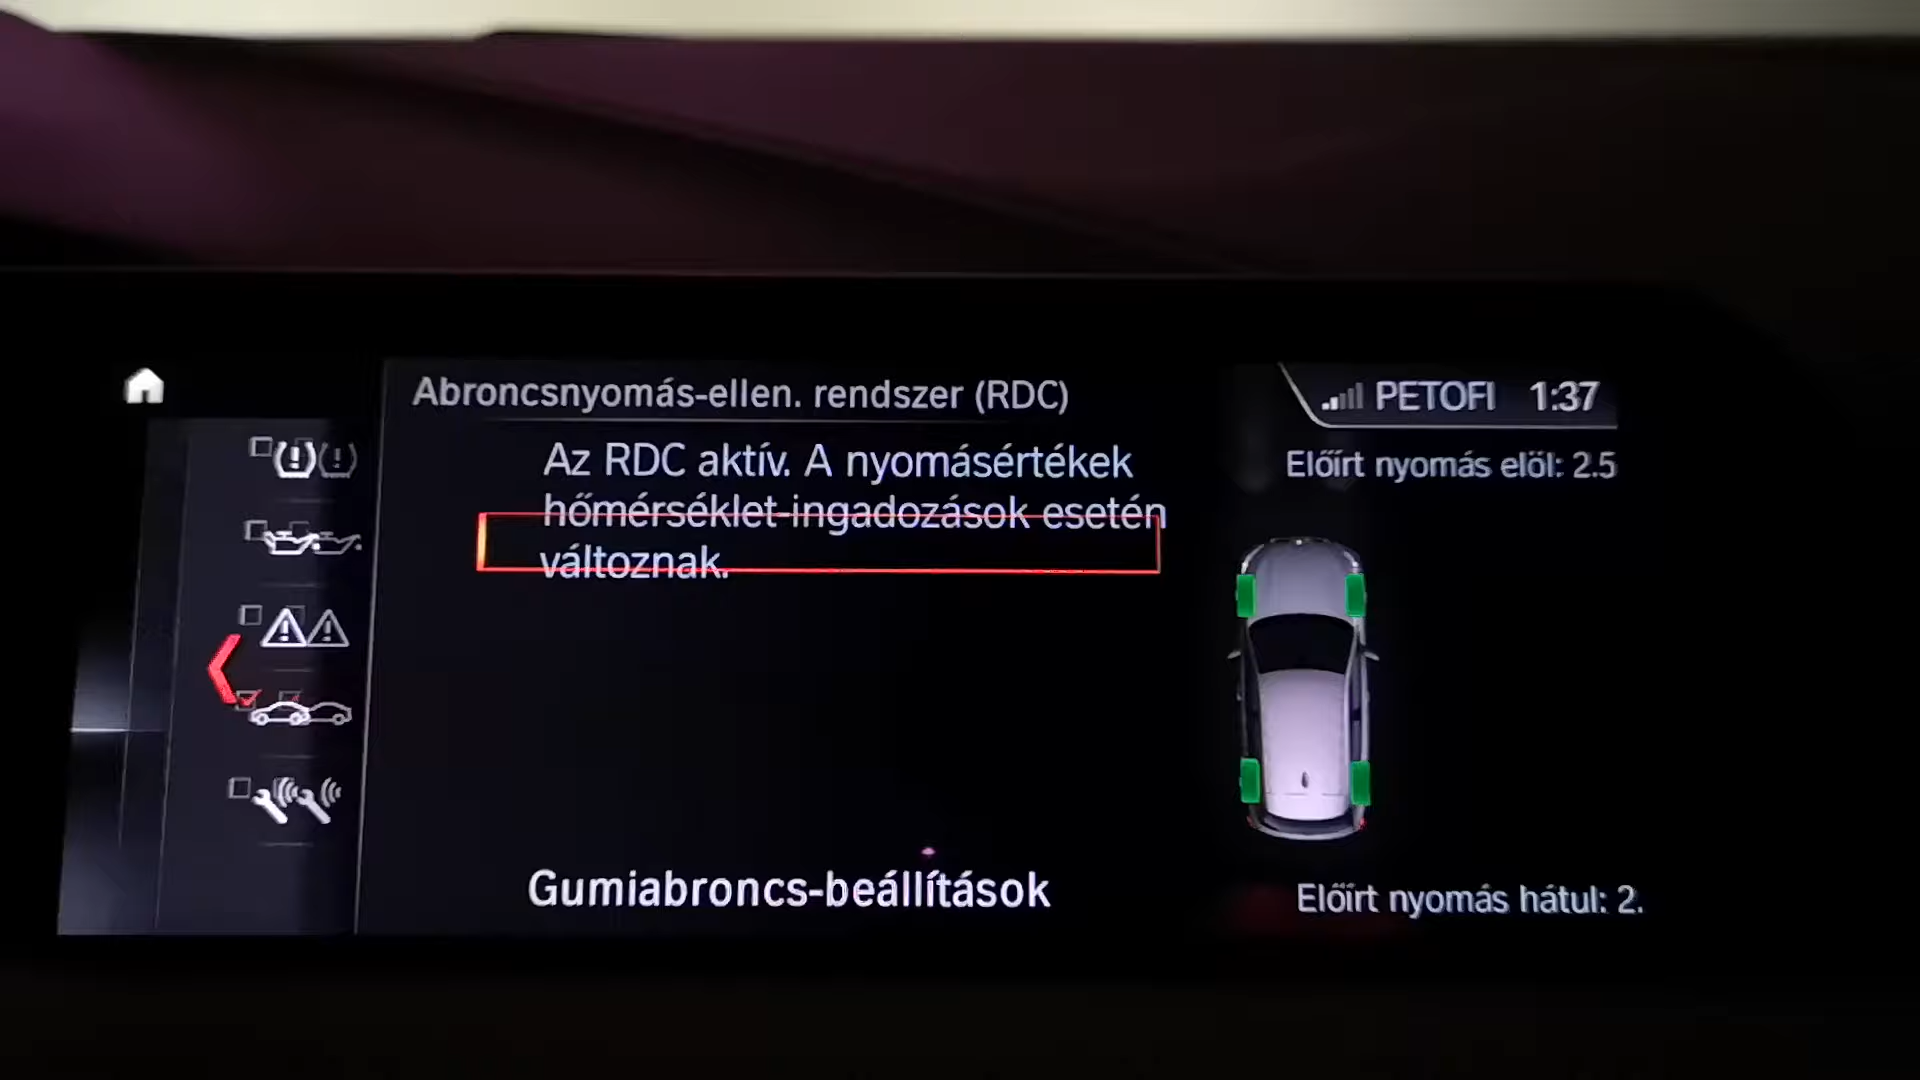 Abroncsnyomás-ellen. rendszer (RDC)
PETOFI 1:37
Az RDC aktív. A nyomásértékek
hőmérséklet-ingadozások esetén
változnak.
Előírt nyomás elöl: 2.5
Gumiabroncs-beállítások
Előírt nyomás hátul: 2.